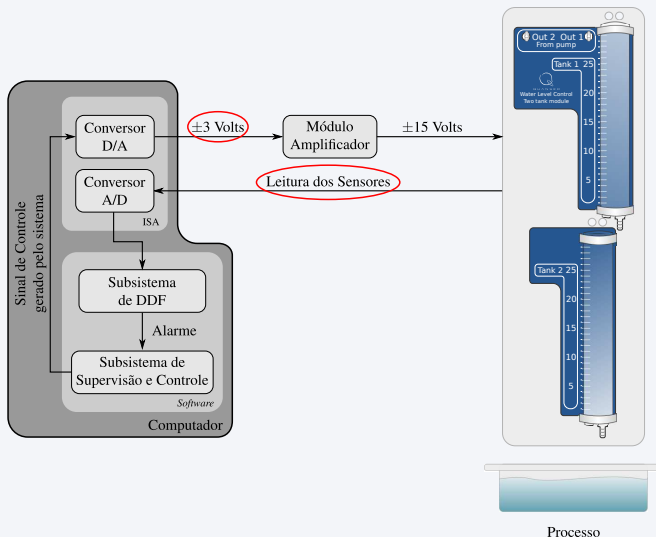 Out 2 Out 1
From pump
Tank 1 25
20
15
10
5
Water Level Control
Two tank module
Conversor
D/A
±3 Volts
Módulo
Amplificador
±15 Volts
Leitura dos Sensores
Conversor
A/D
ISA
Sinal de Controle
gerado pelo sistema
Subsistema
de DDF
Alarme
Subsistema de
Supervisão e Controle
Software
Computador
Tank 2 25
20
15
10
5
Processo